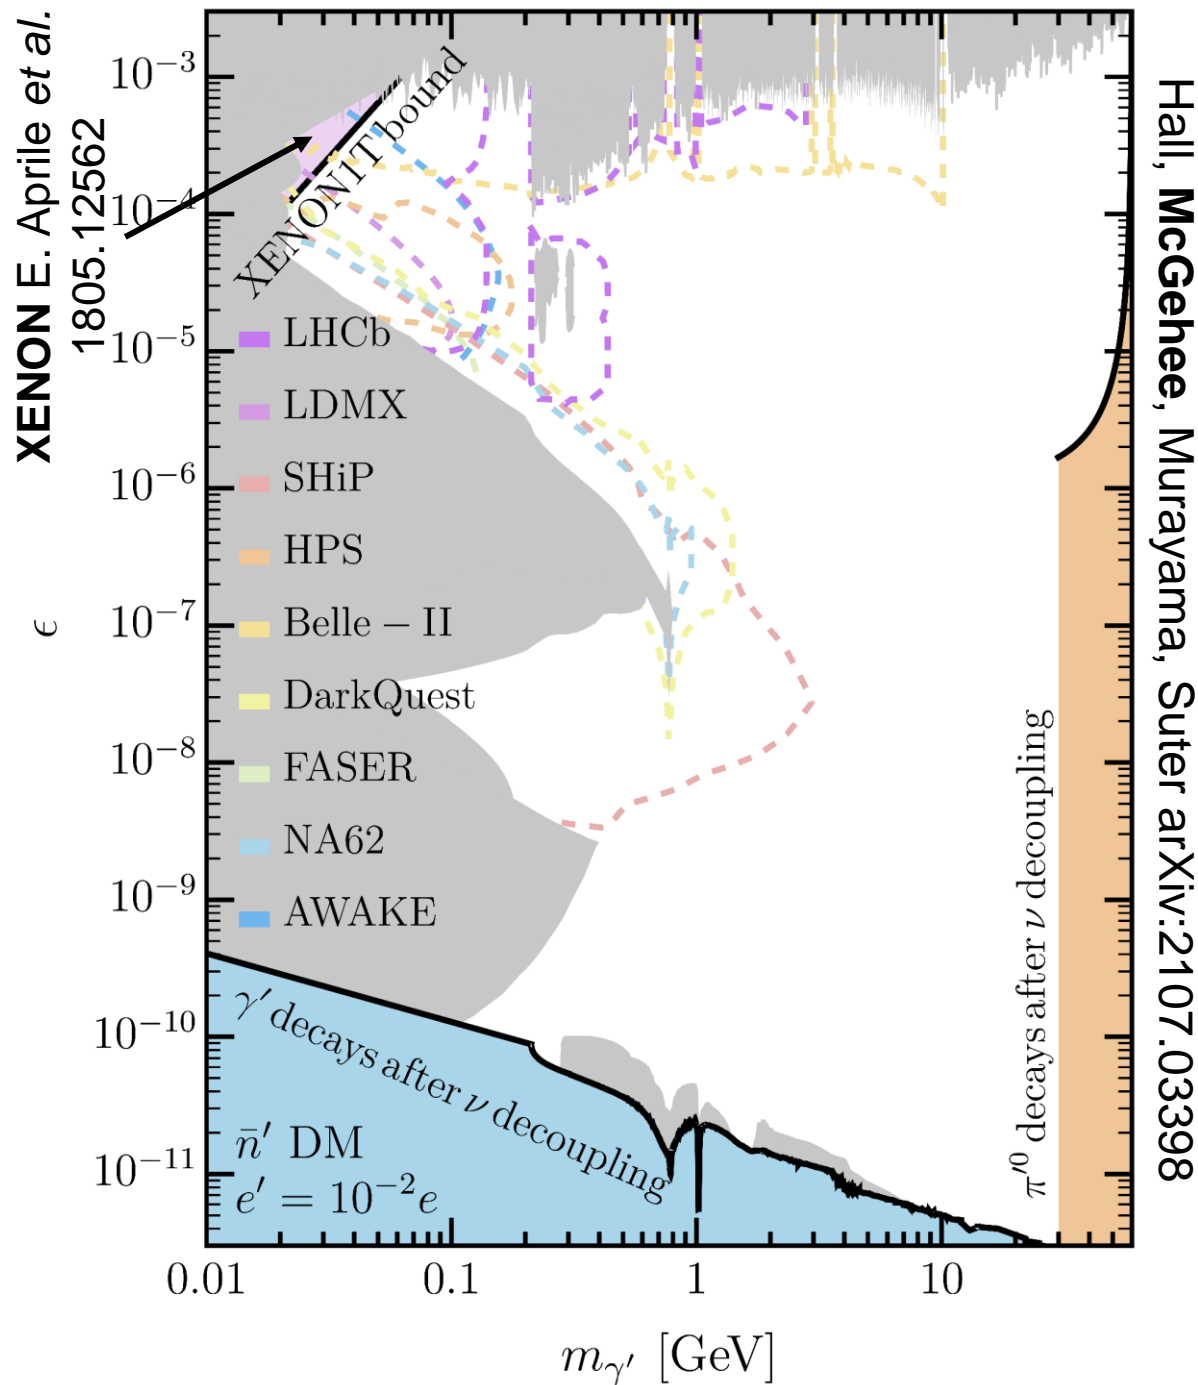 XENON E. Aprile et al.
1805.12562
Hall, McGehee, Murayama, Suter arXiv:2107.03398
10⁻³
10⁻⁴
10⁻⁵
10⁻⁶
10⁻⁷
10⁻⁸
10⁻⁹
10⁻¹⁰
10⁻¹¹
ϵ
XENON1T bound
LHCb
LDMX
SHiP
HPS
Belle − II
DarkQuest
FASER
NA62
AWAKE
γ′ decays after ν decoupling
n̄′ DM
e′ = 10⁻²e
π′⁰ decays after ν decoupling
0.01 0.1 1 10
m_γ′ [GeV]